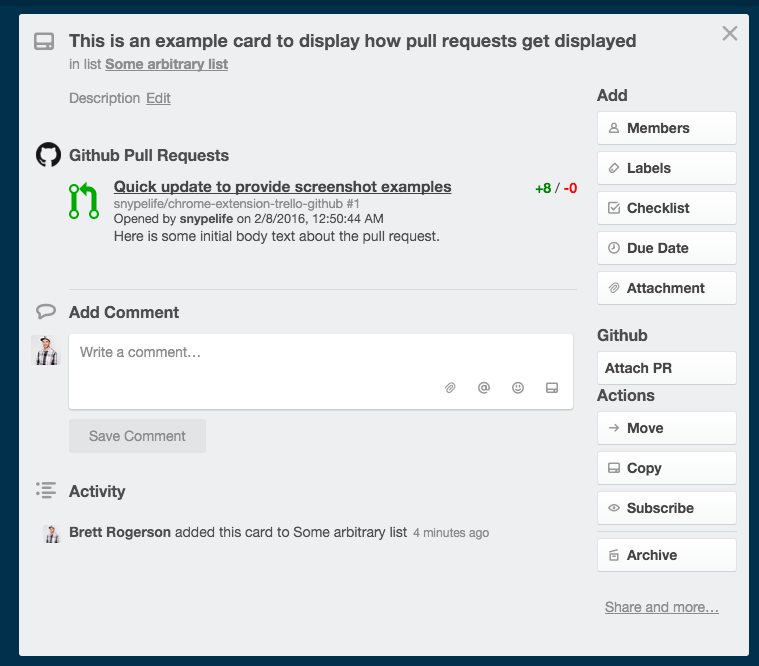 This is an example card to display how pull requests get displayed
in list Some arbitrary list
Description Edit
Github Pull Requests
Quick update to provide screenshot examples
+8 / -0
snypelife/chrome-extension-trello-github #1
Opened by snypelife on 2/8/2016, 12:50:44 AM
Here is some initial body text about the pull request.
Add Comment
Write a comment…
Save Comment
Activity
Brett Rogerson added this card to Some arbitrary list 4 minutes ago
Add
Members
Labels
Checklist
Due Date
Attachment
Github
Attach PR
Actions
Move
Copy
Subscribe
Archive
Share and more…